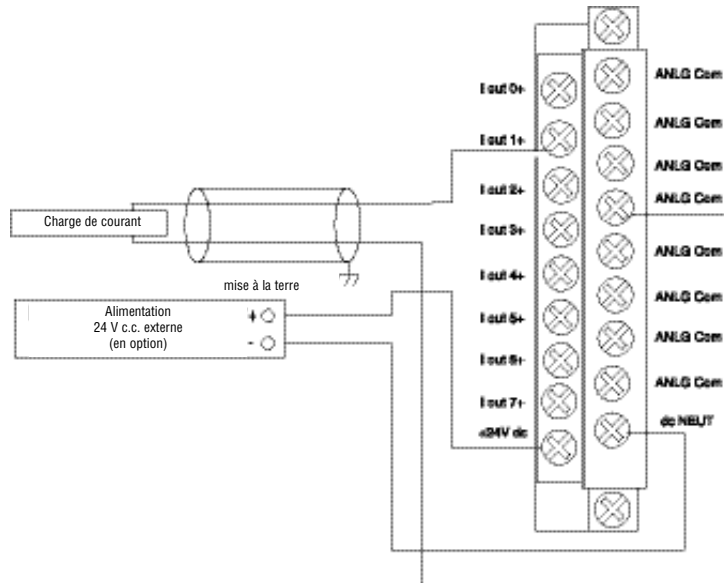 ANLG Com
I out 0+
ANLG Com
I out 1+
ANLG Com
I out 2+
ANLG Com
Charge de courant
I out 3+
ANLG Com
I out 4+
mise à la terre
ANLG Com
Alimentation
24 V c.c. externe
(en option)
+
-
I out 5+
ANLG Com
I out 6+
ANLG Com
I out 7+
dc NEUT
+24V dc